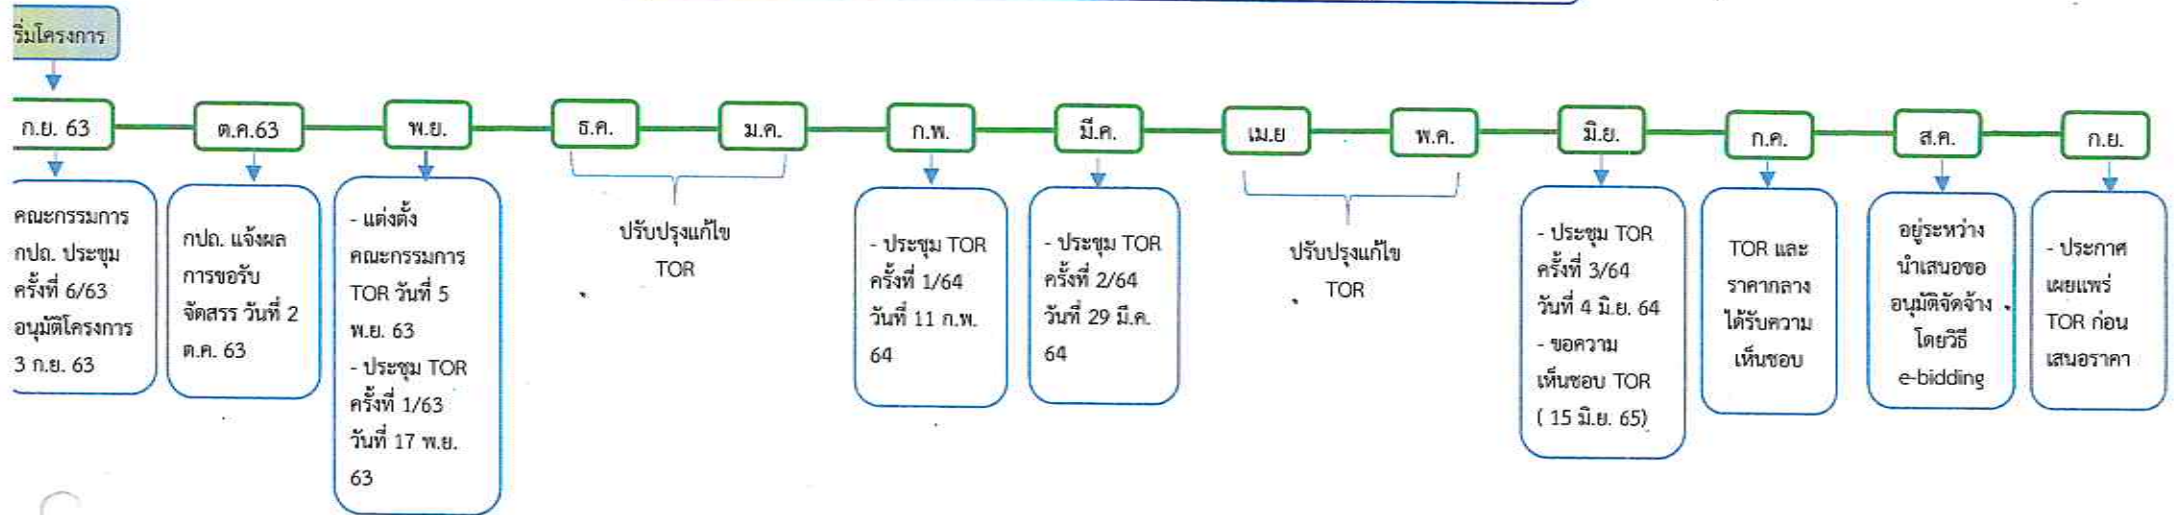 ริ่มโครงการ
ก.ย. 63
ต.ค.63
พ.ย.
ธ.ค.
ม.ค.
ก.พ.
มี.ค.
เม.ย
พ.ค.
มิ.ย.
ก.ค.
ส.ค.
ก.ย.
คณะกรรมการ
กปถ. ประชุม
ครั้งที่ 6/63
อนุมัติโครงการ
3 ก.ย. 63
กปถ. แจ้งผล
การขอรับ
จัดสรร วันที่ 2
ต.ค. 63
- แต่งตั้ง
คณะกรรมการ
TOR วันที่ 5
พ.ย. 63
- ประชุม TOR
ครั้งที่ 1/63
วันที่ 17 พ.ย.
63
ปรับปรุงแก้ไข
TOR
- ประชุม TOR
ครั้งที่ 1/64
วันที่ 11 ก.พ.
64
- ประชุม TOR
ครั้งที่ 2/64
วันที่ 29 มี.ค.
64
ปรับปรุงแก้ไข
TOR
- ประชุม TOR
ครั้งที่ 3/64
วันที่ 4 มิ.ย. 64
- ขอความ
เห็นชอบ TOR
( 15 มิ.ย. 65)
TOR และ
ราคากลาง
ได้รับความ
เห็นชอบ
อยู่ระหว่าง
นำเสนอขอ
อนุมัติจัดจ้าง
โดยวิธี
e-bidding
- ประกาศ
เผยแพร่
TOR ก่อน
เสนอราคา